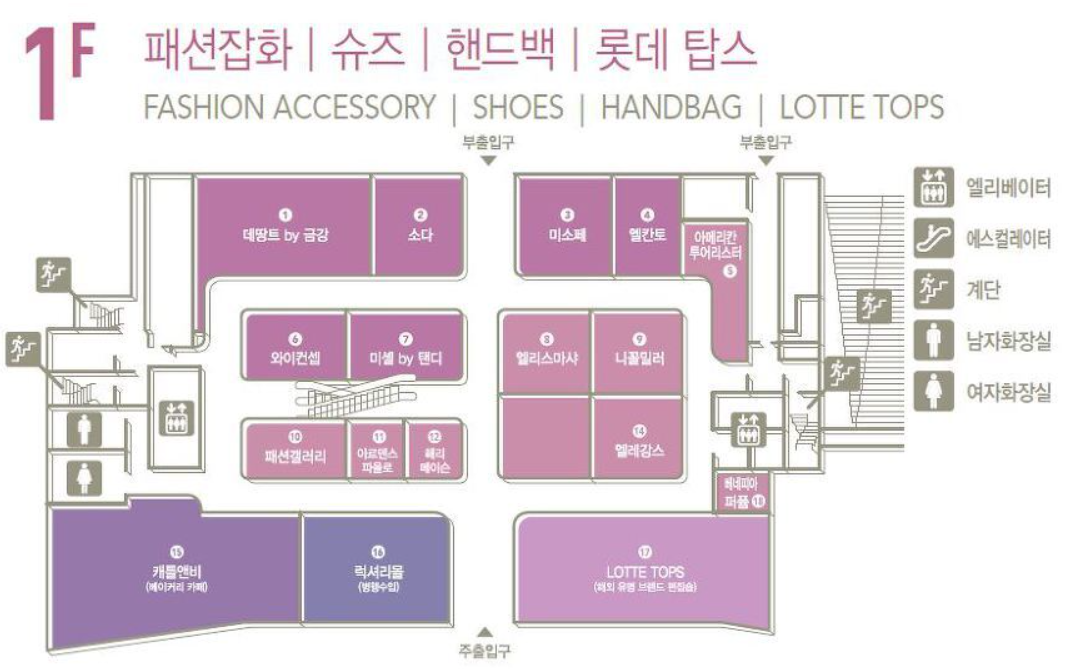 1F
패션잡화 | 슈즈 | 핸드백 | 롯데 탑스
FASHION ACCESSORY | SHOES | HANDBAG | LOTTE TOPS
부출입구
부출입구
엘리베이터
에스컬레이터
계단
남자화장실
여자화장실
1
데땅트 by 금강
2
소다
3
미소페
4
엘칸토
아메리칸
투어리스터
5
6
와이컨셉
7
미셸 by 탠디
8
엘리스마샤
9
니꼴밀러
10
패션갤러리
11
아르맨스
파올로
12
헤리
메이슨
14
엘레강스
베네피아
퍼퓸 18
15
캐틀앤비
(베이커리 카페)
16
럭셔리몰
(병행수입)
17
LOTTE TOPS
(해외 유명 브랜드 편집숍)
주출입구